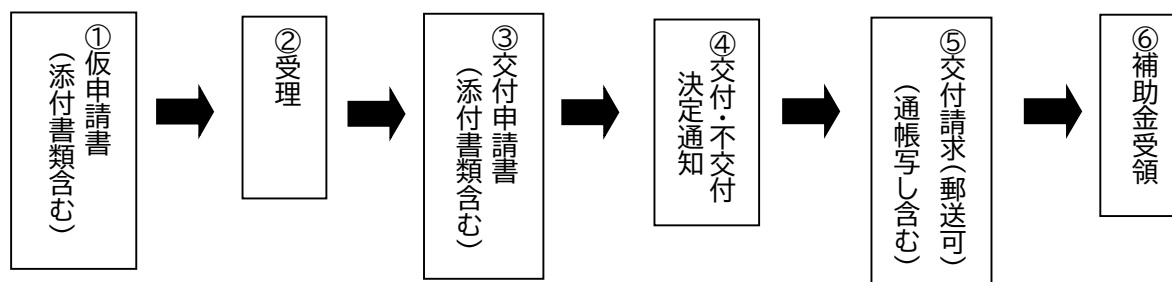 ①仮申請書
（添付書類含む）
②受理
③交付申請書
（添付書類含む）
④交付・不交付
決定通知
⑤交付請求（郵送可）
（通帳写し含む）
⑥補助金受領